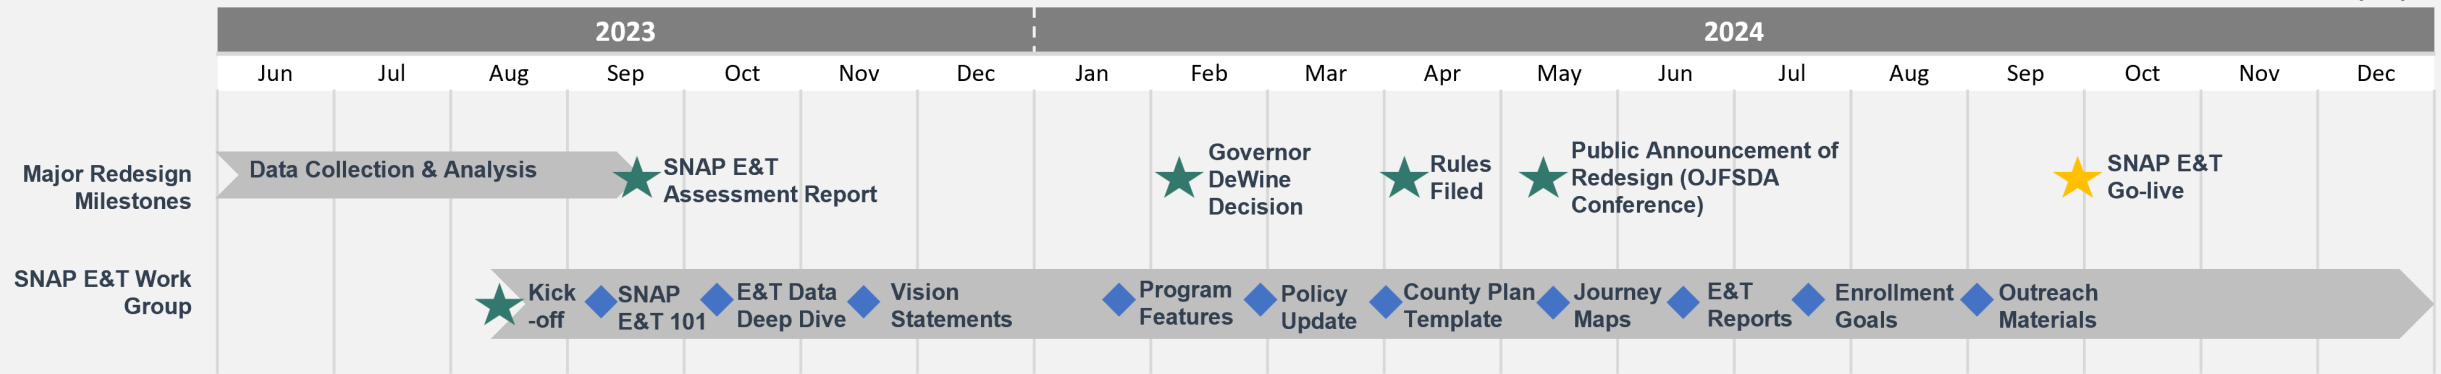 2023
2024
Jun
Jul
Aug
Sep
Oct
Nov
Dec
Jan
Feb
Mar
Apr
May
Jun
Jul
Aug
Sep
Oct
Nov
Dec
Major Redesign
Milestones
Data Collection & Analysis
SNAP E&T
Assessment Report
Governor
DeWine
Decision
Rules
Filed
Public Announcement of
Redesign (OJFSDA
Conference)
SNAP E&T
Go-live
SNAP E&T Work
Group
Kick
-off
SNAP
E&T 101
E&T Data
Deep Dive
Vision
Statements
Program
Features
Policy
Update
County Plan
Template
Journey
Maps
E&T
Reports
Enrollment
Goals
Outreach
Materials